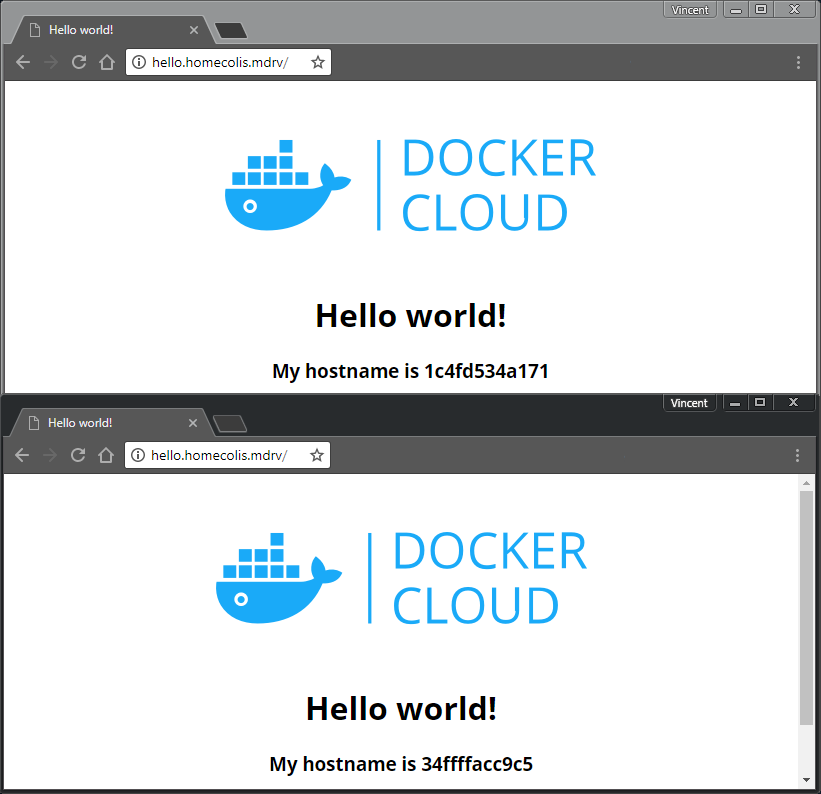 Vincent
Hello world!
hello.homecolis.mdrv/
DOCKER
CLOUD
Hello world!
My hostname is 1c4fd534a171
Vincent
Hello world!
hello.homecolis.mdrv/
DOCKER
CLOUD
Hello world!
My hostname is 34ffffacc9c5